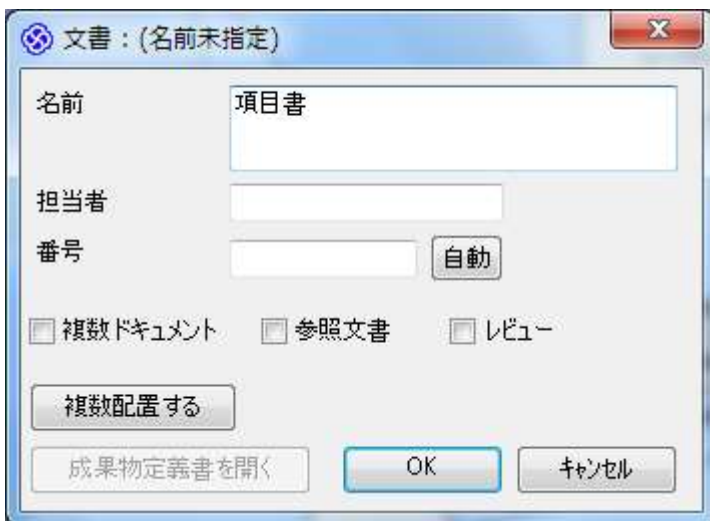 文書：(名前未指定)
名前
項目書
担当者
番号
自動
複数ドキュメント
参照文書
レビュー
複数配置する
成果物定義書を開く
OK
キャンセル